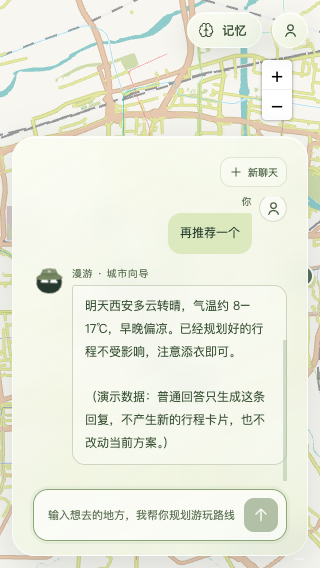 记忆
+
−
新聊天
你
再推荐一个
漫游 · 城市向导
明天西安多云转晴，气温约 8—
17℃，早晚偏凉。已经规划好的行
程不受影响，注意添衣即可。
（演示数据：普通回答只生成这条
回复，不产生新的行程卡片，也不
改动当前方案。）
输入想去的地方，我帮你规划游玩路线